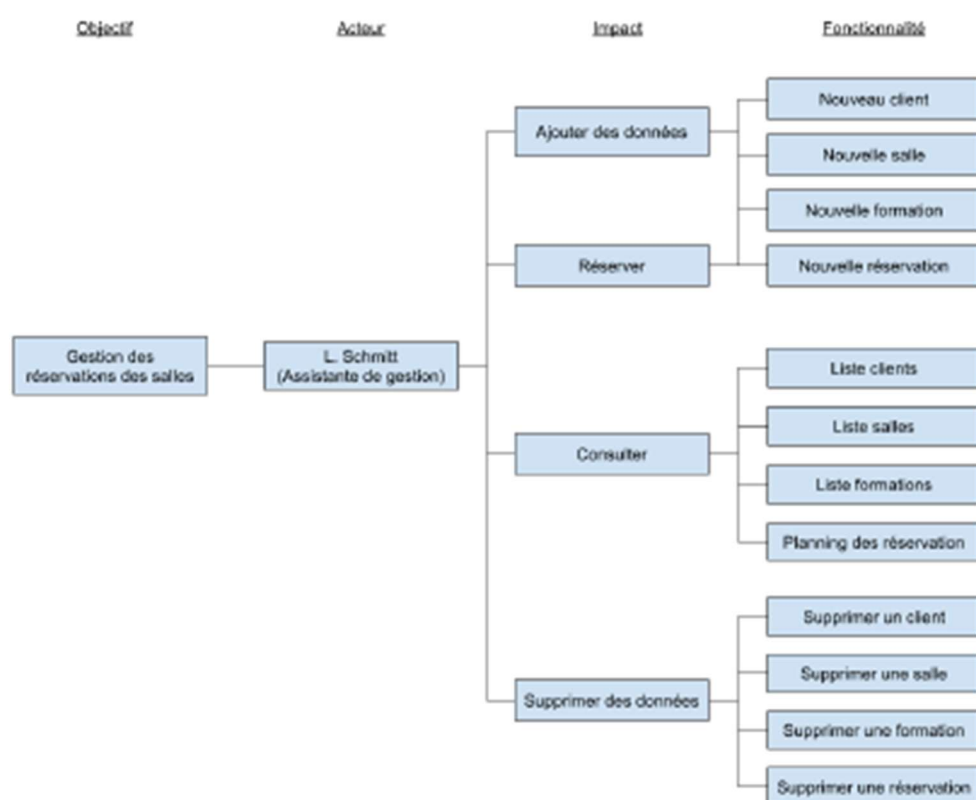 Objectif
Acteur
Impact
Fonctionnalité
Nouveau client
Ajouter des données
Nouvelle salle
Nouvelle formation
Réserver
Nouvelle réservation
Gestion des
réservations des salles
L. Schmitt
(Assistante de gestion)
Liste clients
Liste salles
Consulter
Liste formations
Planning des réservation
Supprimer un client
Supprimer une salle
Supprimer des données
Supprimer une formation
Supprimer une réservation